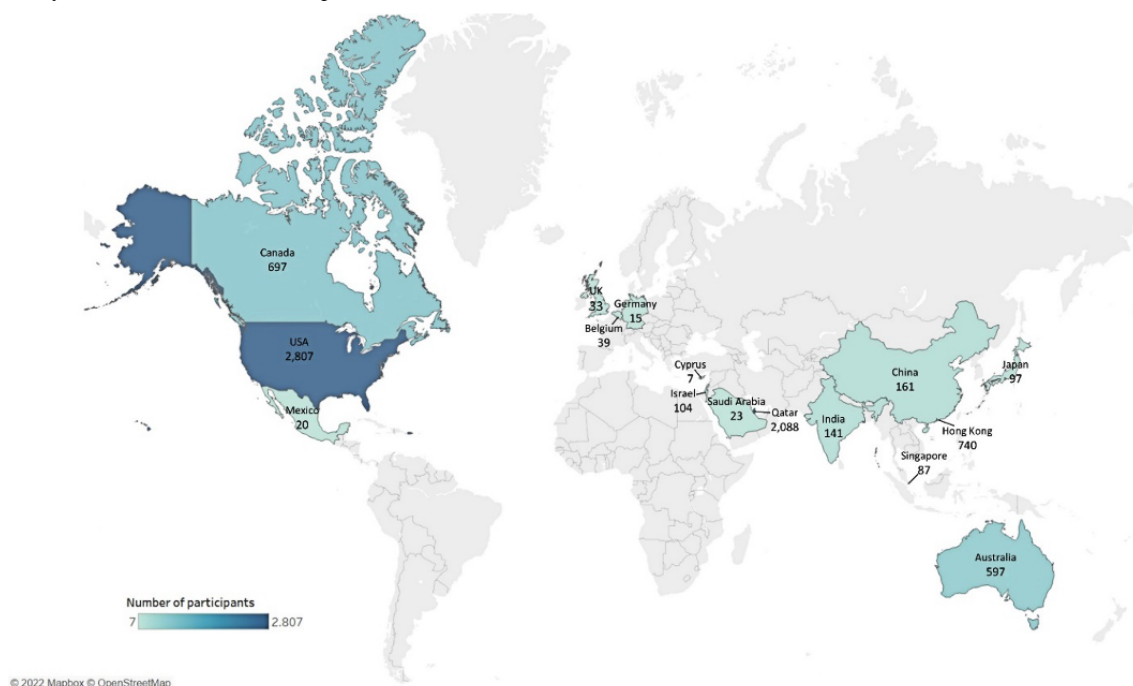 Canada
697
USA
2,807
Mexico
20
UK
33
Germany
15
Belgium
39
Cyprus
7
Israel
104
Saudi Arabia
23
Qatar
2,088
China
161
Japan
97
India
141
Hong Kong
740
Singapore
87
Australia
597
Number of participants
7 2.807
© 2022 Mapbox © OpenStreetMap